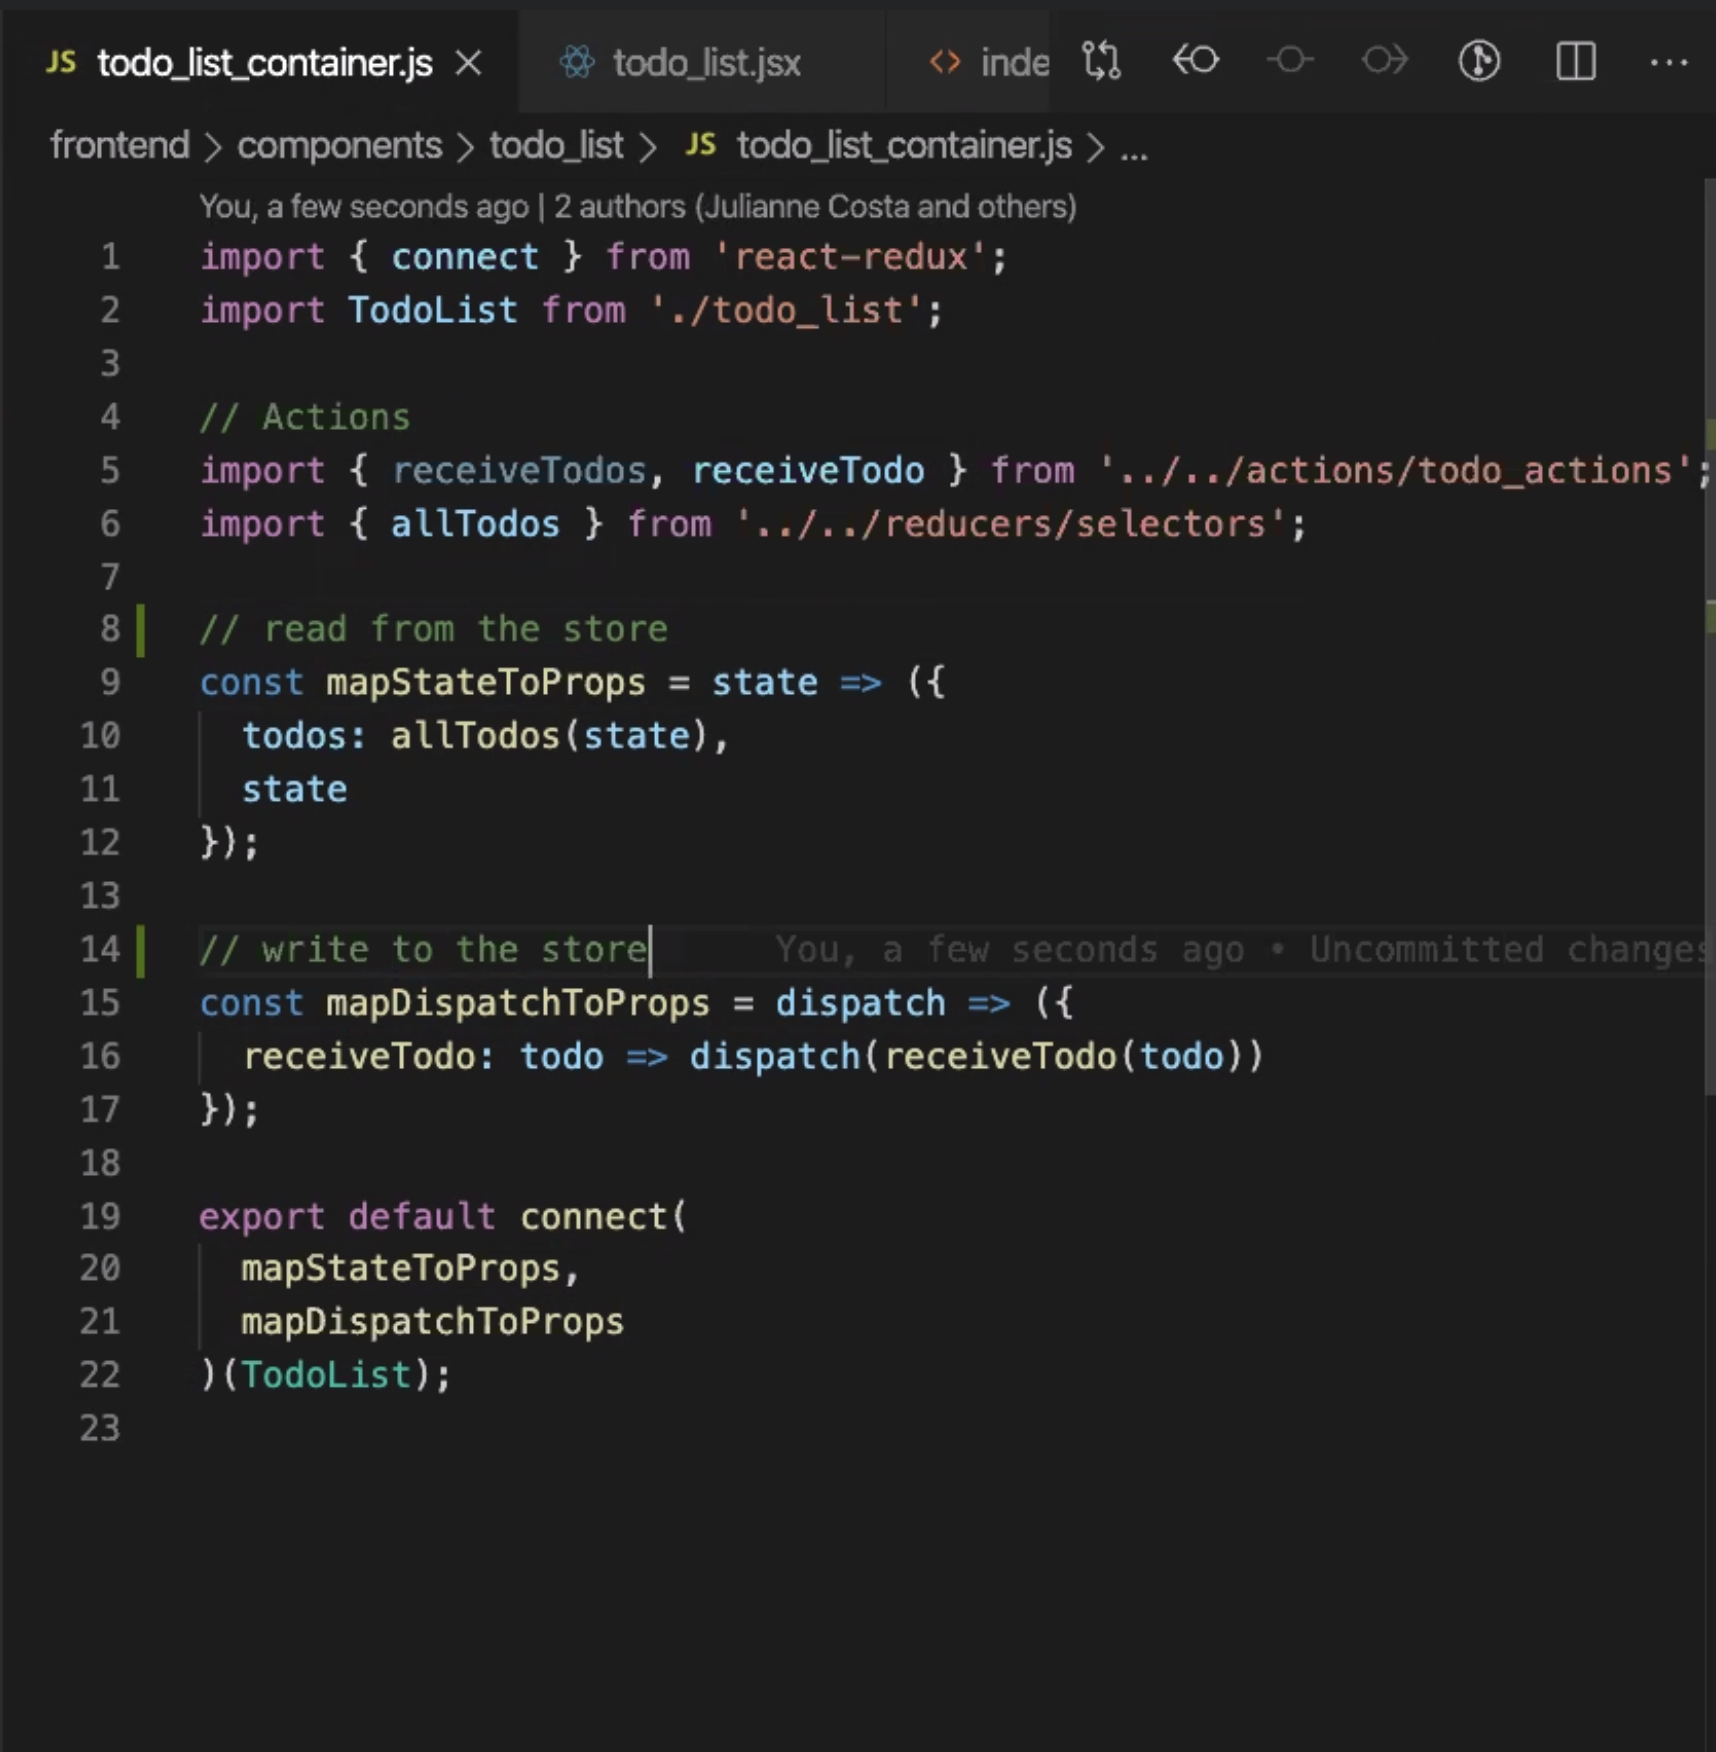 JS todo_list_container.js todo_list.jsx inde
frontend > components > todo_list > JS todo_list_container.js > ...
You, a few seconds ago | 2 authors (Julianne Costa and others)
1 import { connect } from 'react-redux';
2 import TodoList from './todo_list';
3
4 // Actions
5 import { receiveTodos, receiveTodo } from '../../actions/todo_actions';
6 import { allTodos } from '../../reducers/selectors';
7
8 // read from the store
9 const mapStateToProps = state => ({
10 todos: allTodos(state),
11 state
12 });
13
14 // write to the store You, a few seconds ago • Uncommitted changes
15 const mapDispatchToProps = dispatch => ({
16 receiveTodo: todo => dispatch(receiveTodo(todo))
17 });
18
19 export default connect(
20 mapStateToProps,
21 mapDispatchToProps
22 )(TodoList);
23